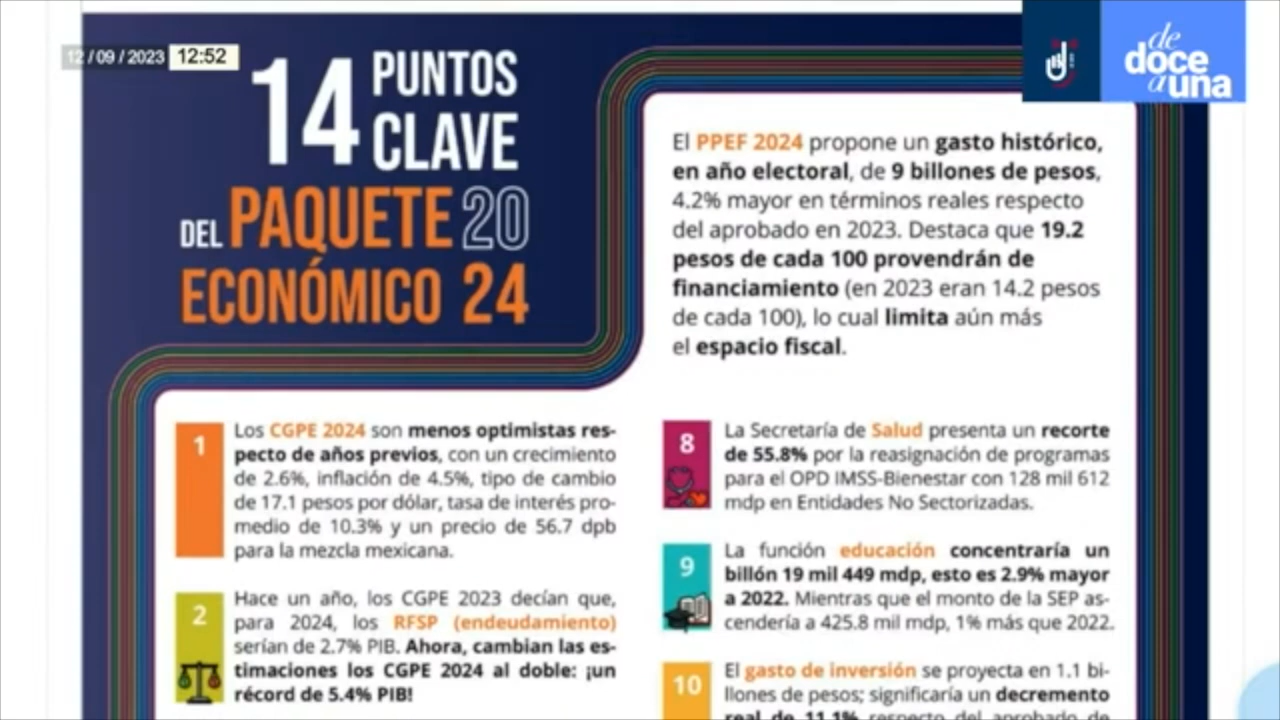 12/09/2023 12:52
de
doce
a una
14 PUNTOS
CLAVE
DEL PAQUETE 20
ECONÓMICO 24
El PPEF 2024 propone un gasto histórico,
en año electoral, de 9 billones de pesos,
4.2% mayor en términos reales respecto
del aprobado en 2023. Destaca que 19.2
pesos de cada 100 provendrán de
financiamiento (en 2023 eran 14.2 pesos
de cada 100), lo cual limita aún más
el espacio fiscal.
1
Los CGPE 2024 son menos optimistas res-
pecto de años previos, con un crecimiento
de 2.6%, inflación de 4.5%, tipo de cambio
de 17.1 pesos por dólar, tasa de interés pro-
medio de 10.3% y un precio de 56.7 dpb
para la mezcla mexicana.
2
Hace un año, los CGPE 2023 decían que,
para 2024, los RFSP (endeudamiento)
serían de 2.7% PIB. Ahora, cambian las es-
timaciones los CGPE 2024 al doble: ¡un
récord de 5.4% PIB!
8
La Secretaría de Salud presenta un recorte
de 55.8% por la reasignación de programas
para el OPD IMSS-Bienestar con 128 mil 612
mdp en Entidades No Sectorizadas.
9
La función educación concentraría un
billón 19 mil 449 mdp, esto es 2.9% mayor
a 2022. Mientras que el monto de la SEP as-
cendería a 425.8 mil mdp, 1% más que 2022.
10
El gasto de inversión se proyecta en 1.1 bi-
llones de pesos; significaría un decremento
real de 11.1% respecto del aprobado de